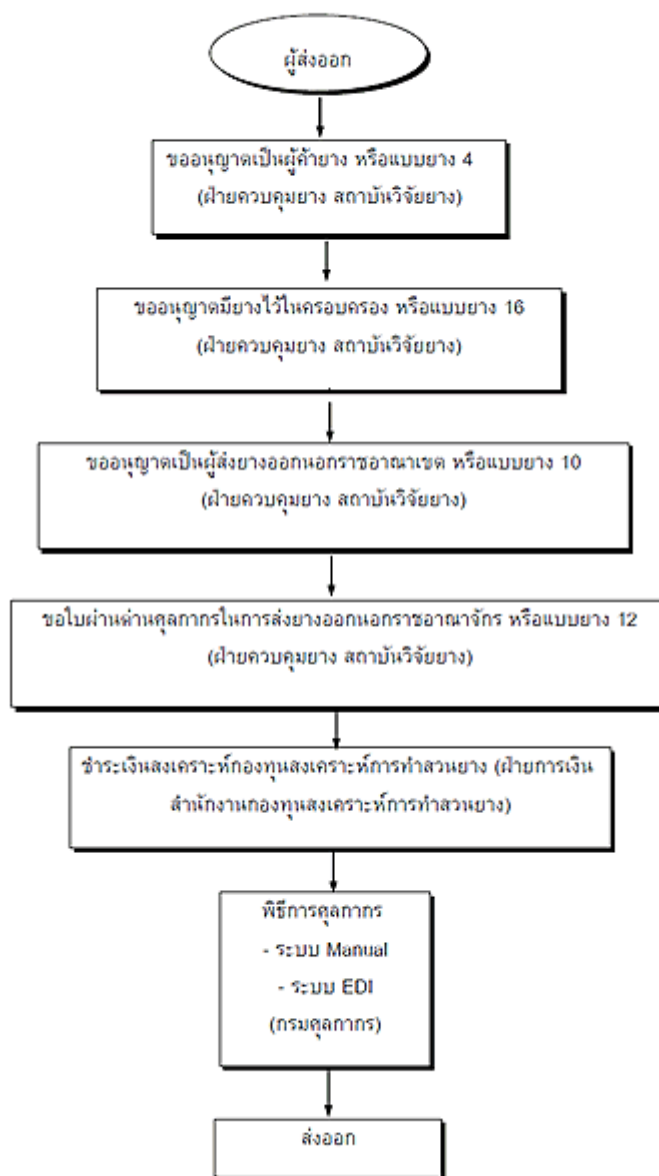 ผู้ส่งออก
ขออนุญาตเป็นผู้ค้ายาง หรือแบบยาง 4
(ฝ่ายควบคุมยาง สถาบันวิจัยยาง)
ขออนุญาตมียางไว้ในครอบครอง หรือแบบยาง 16
(ฝ่ายควบคุมยาง สถาบันวิจัยยาง)
ขออนุญาตเป็นผู้ส่งยางออกนอกราชอาณาเขต หรือแบบยาง 10
(ฝ่ายควบคุมยาง สถาบันวิจัยยาง)
ขอใบผ่านด่านศุลกากรในการส่งยางออกนอกราชอาณาจักร หรือแบบยาง 12
(ฝ่ายควบคุมยาง สถาบันวิจัยยาง)
ชำระเงินสงเคราะห์กองทุนสงเคราะห์การทำสวนยาง (ฝ่ายการเงิน
สำนักงานกองทุนสงเคราะห์การทำสวนยาง)
พิธีการศุลกากร
- ระบบ Manual
- ระบบ EDI
(กรมศุลกากร)
ส่งออก